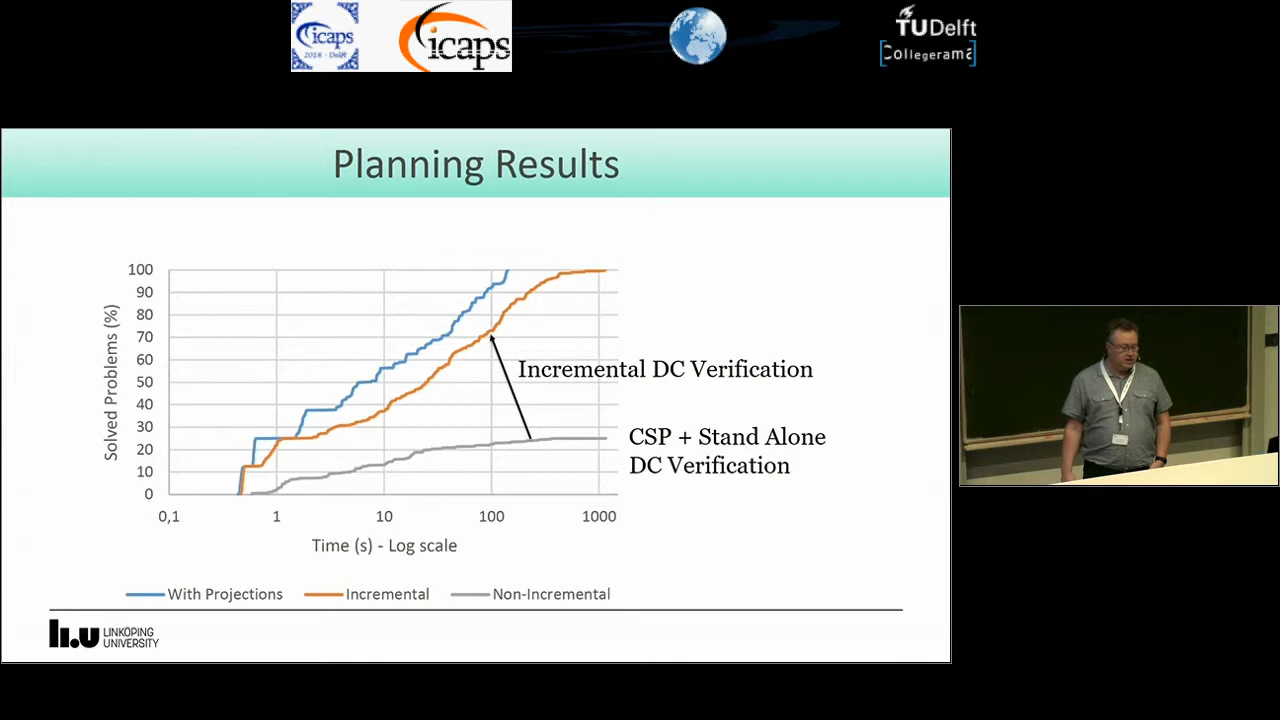 icaps
2018 - Delft
icaps
TUDelft
Collegerama
Planning Results
100
90
80
70
60
50
40
30
20
10
0
Solved Problems (%)
Incremental DC Verification
CSP + Stand Alone
DC Verification
0,1
1
10
100
1000
Time (s) - Log scale
With Projections
Incremental
Non-Incremental
li.u LINKÖPING
UNIVERSITY